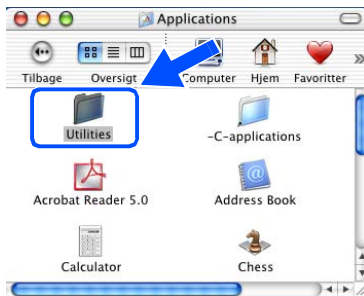 Applications
Tilbage Oversigt Computer Hjem Favoritter
Utilities -C-applications
Acrobat Reader 5.0 Address Book
Calculator Chess